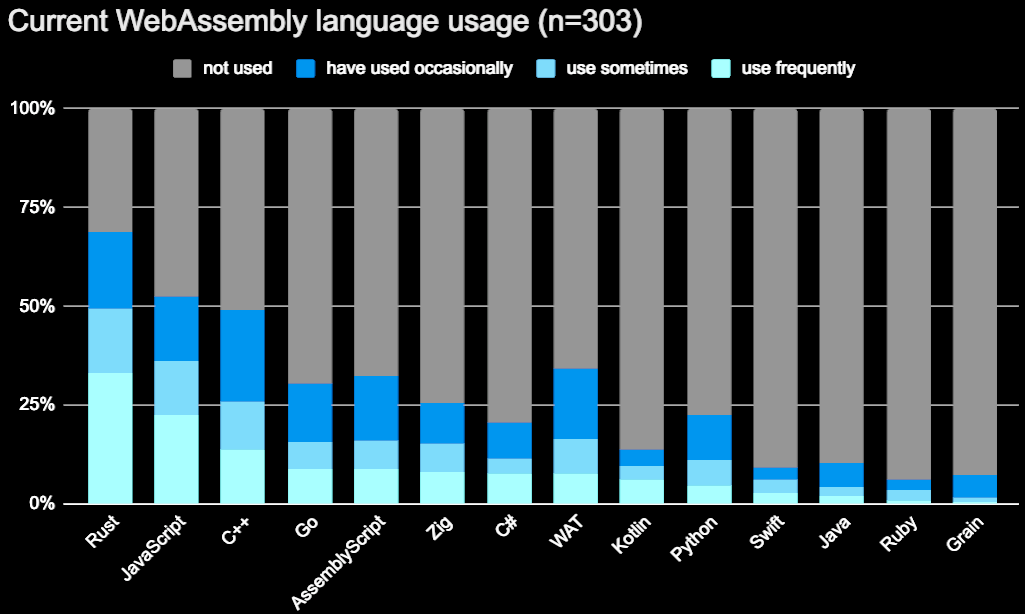 Current WebAssembly language usage (n=303)
not used have used occasionally use sometimes use frequently
100%
75%
50%
25%
0%
Rust JavaScript C++ Go AssemblyScript Zig C# WAT Kotlin Python Swift Java Ruby Grain